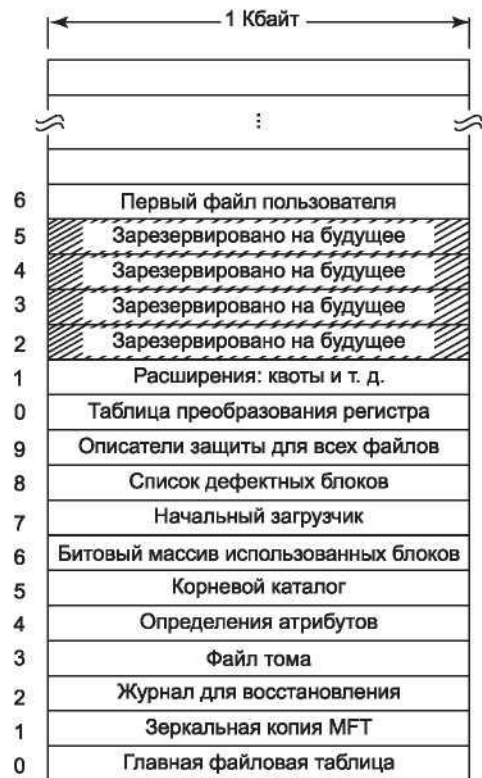 1 Кбайт
...
6 Первый файл пользователя
5 Зарезервировано на будущее
4 Зарезервировано на будущее
3 Зарезервировано на будущее
2 Зарезервировано на будущее
1 Расширения: квоты и т. д.
0 Таблица преобразования регистра
9 Описатели защиты для всех файлов
8 Список дефектных блоков
7 Начальный загрузчик
6 Битовый массив использованных блоков
5 Корневой каталог
4 Определения атрибутов
3 Файл тома
2 Журнал для восстановления
1 Зеркальная копия MFT
0 Главная файловая таблица